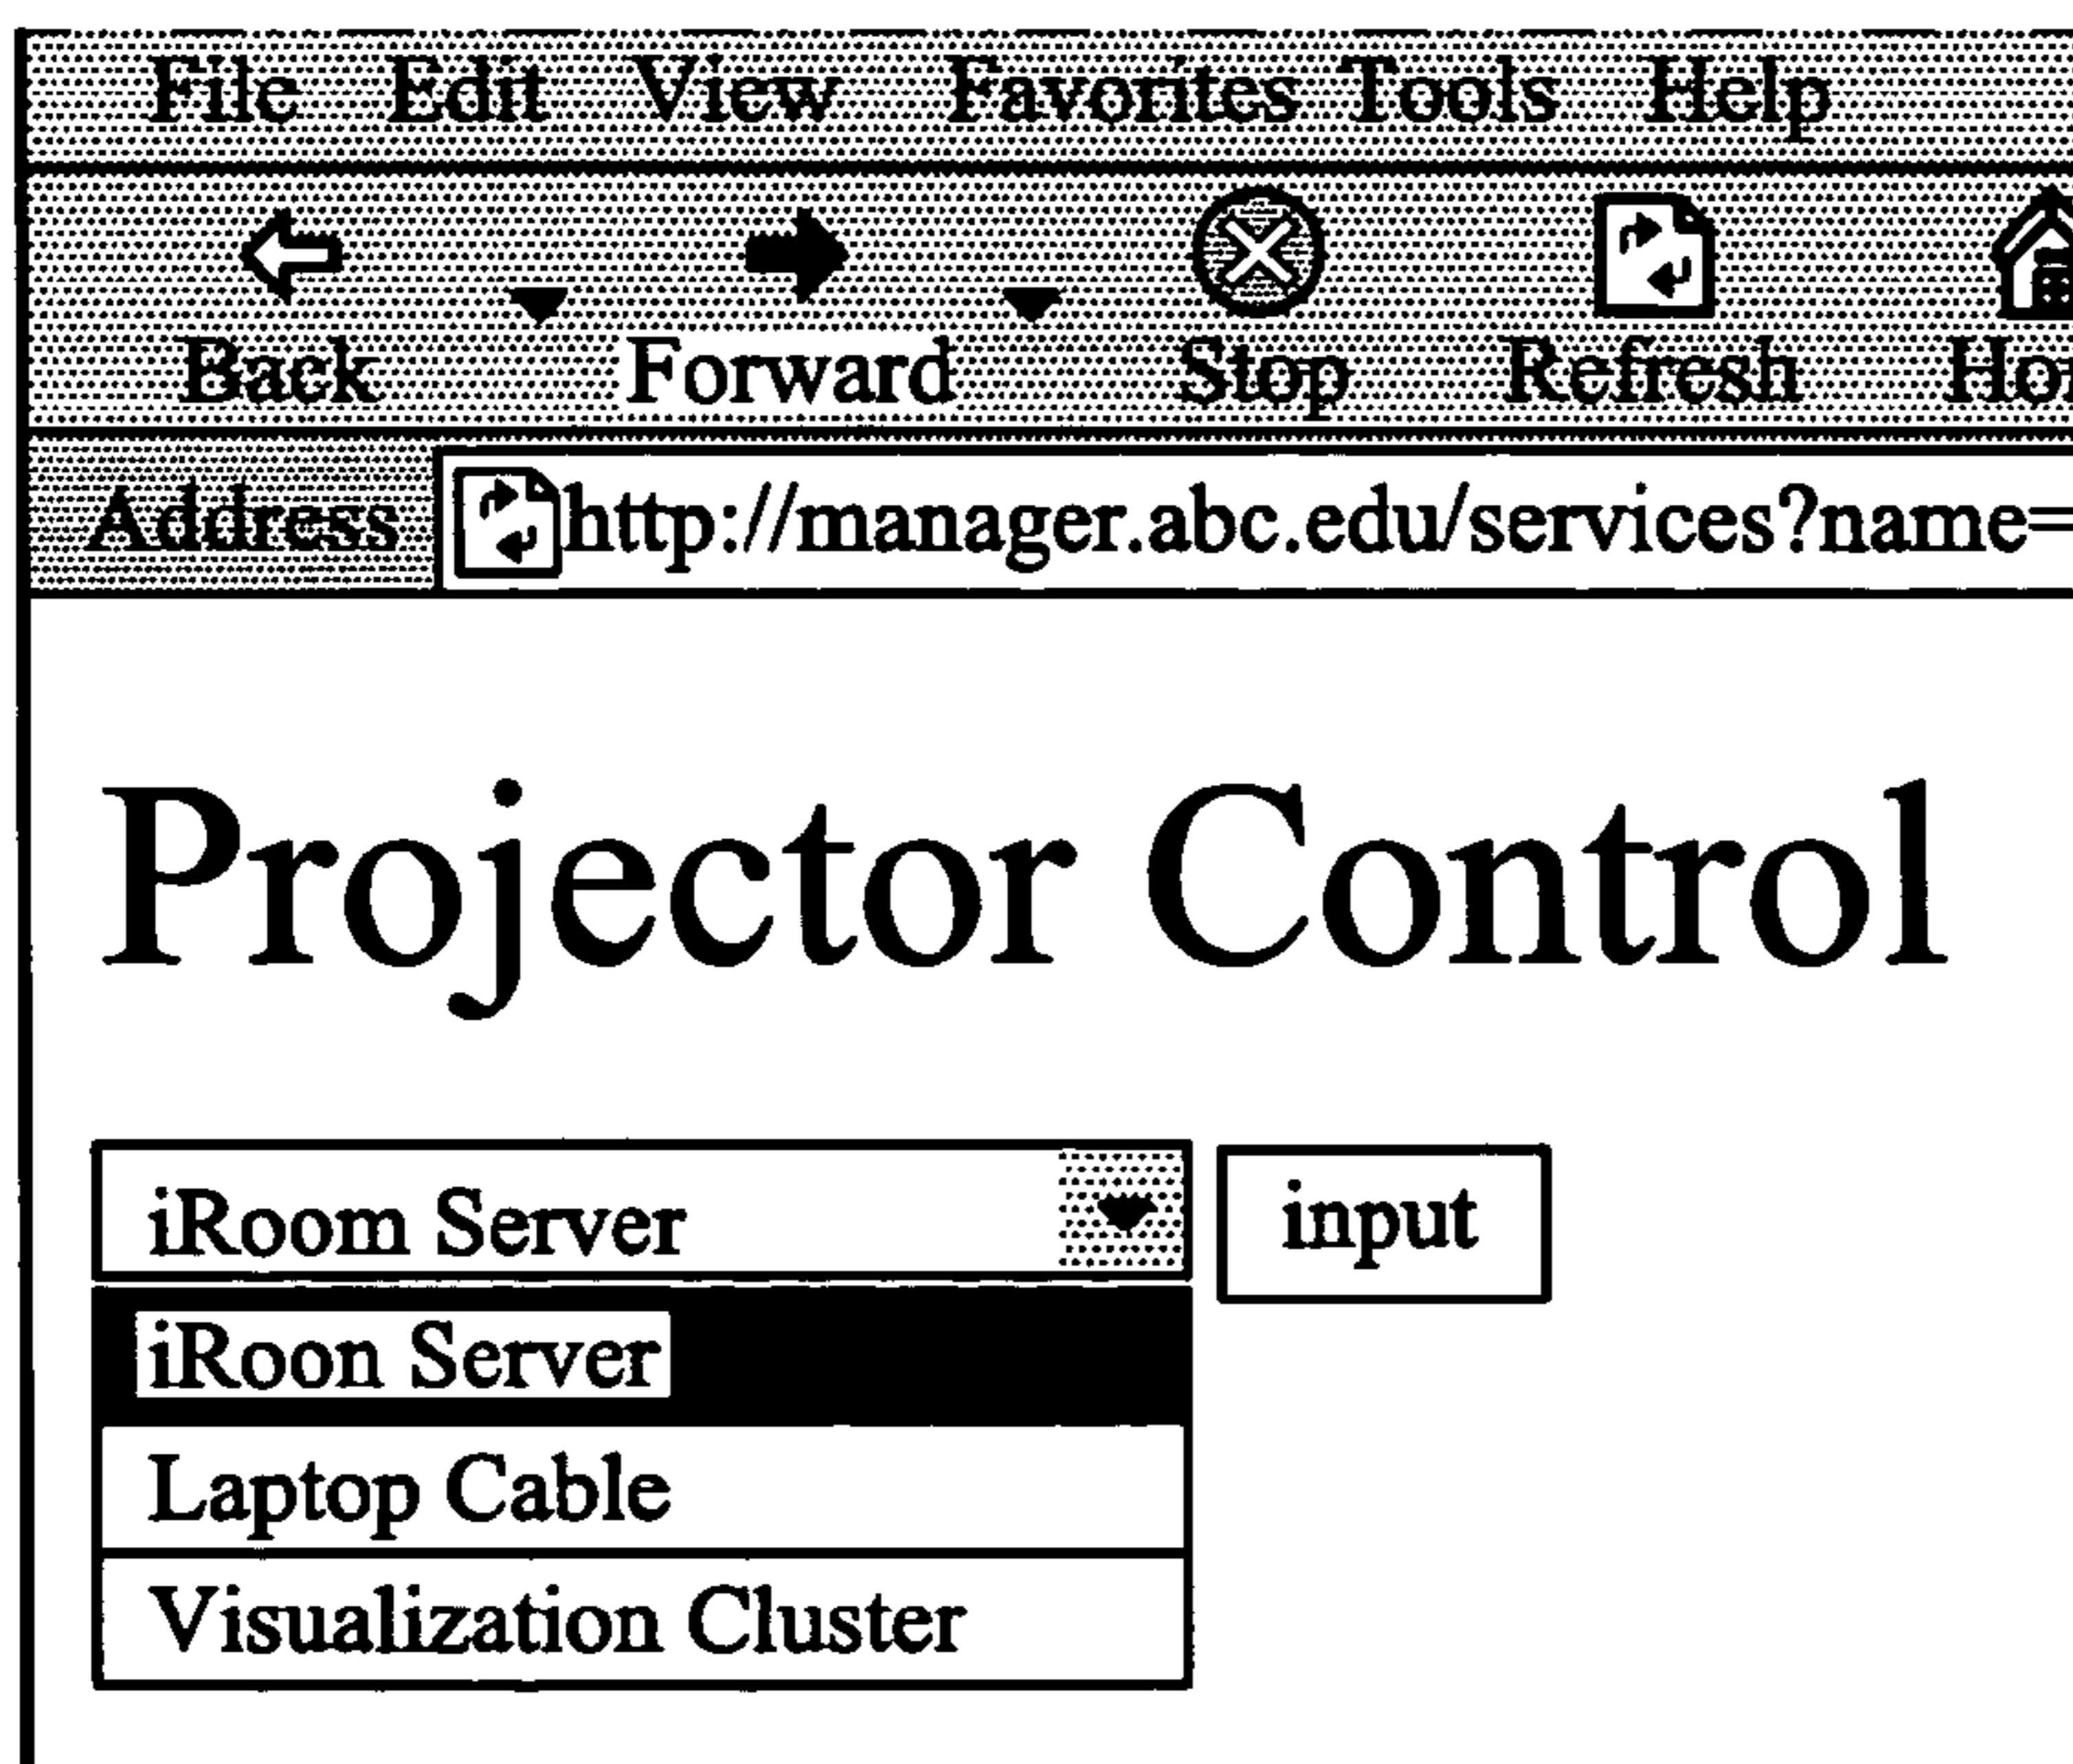 File Edit View Favorites Tools Help
Back Forward Stop Refresh
Address http://manager.abc.edu/services?name=
Projector Control
iRoom Server input
iRoon Server
Laptop Cable
Visualization Cluster